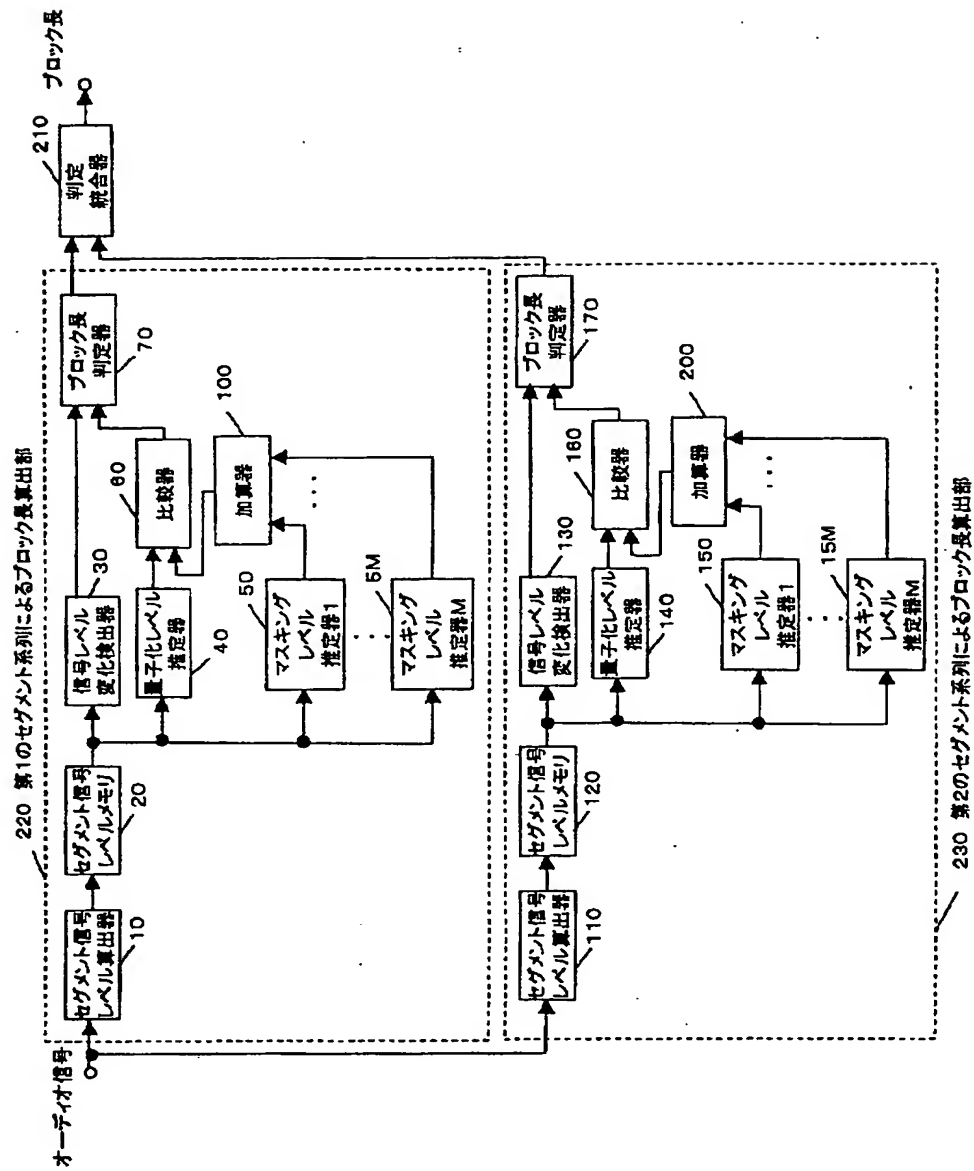 オーディオ信号
220 第1のセグメント系列によるブロック長算出部
セグメント信号
レベル算出器
10
セグメント信号
レベルメモリ
20
信号レベル
変化検出器
30
量子化レベル
推定器
40
マスキング
レベル
推定器1
50
マスキング
レベル
推定器M
5M
比較器
60
加算器
100
ブロック長
判定器
70
判定
統合器
210
ブロック長
セグメント信号
レベル算出器
110
セグメント信号
レベルメモリ
120
信号レベル
変化検出器
130
量子化レベル
推定器
140
マスキング
レベル
推定器1
150
マスキング
レベル
推定器M
15M
比較器
160
加算器
200
ブロック長
判定器
170
230 第2のセグメント系列によるブロック長算出部